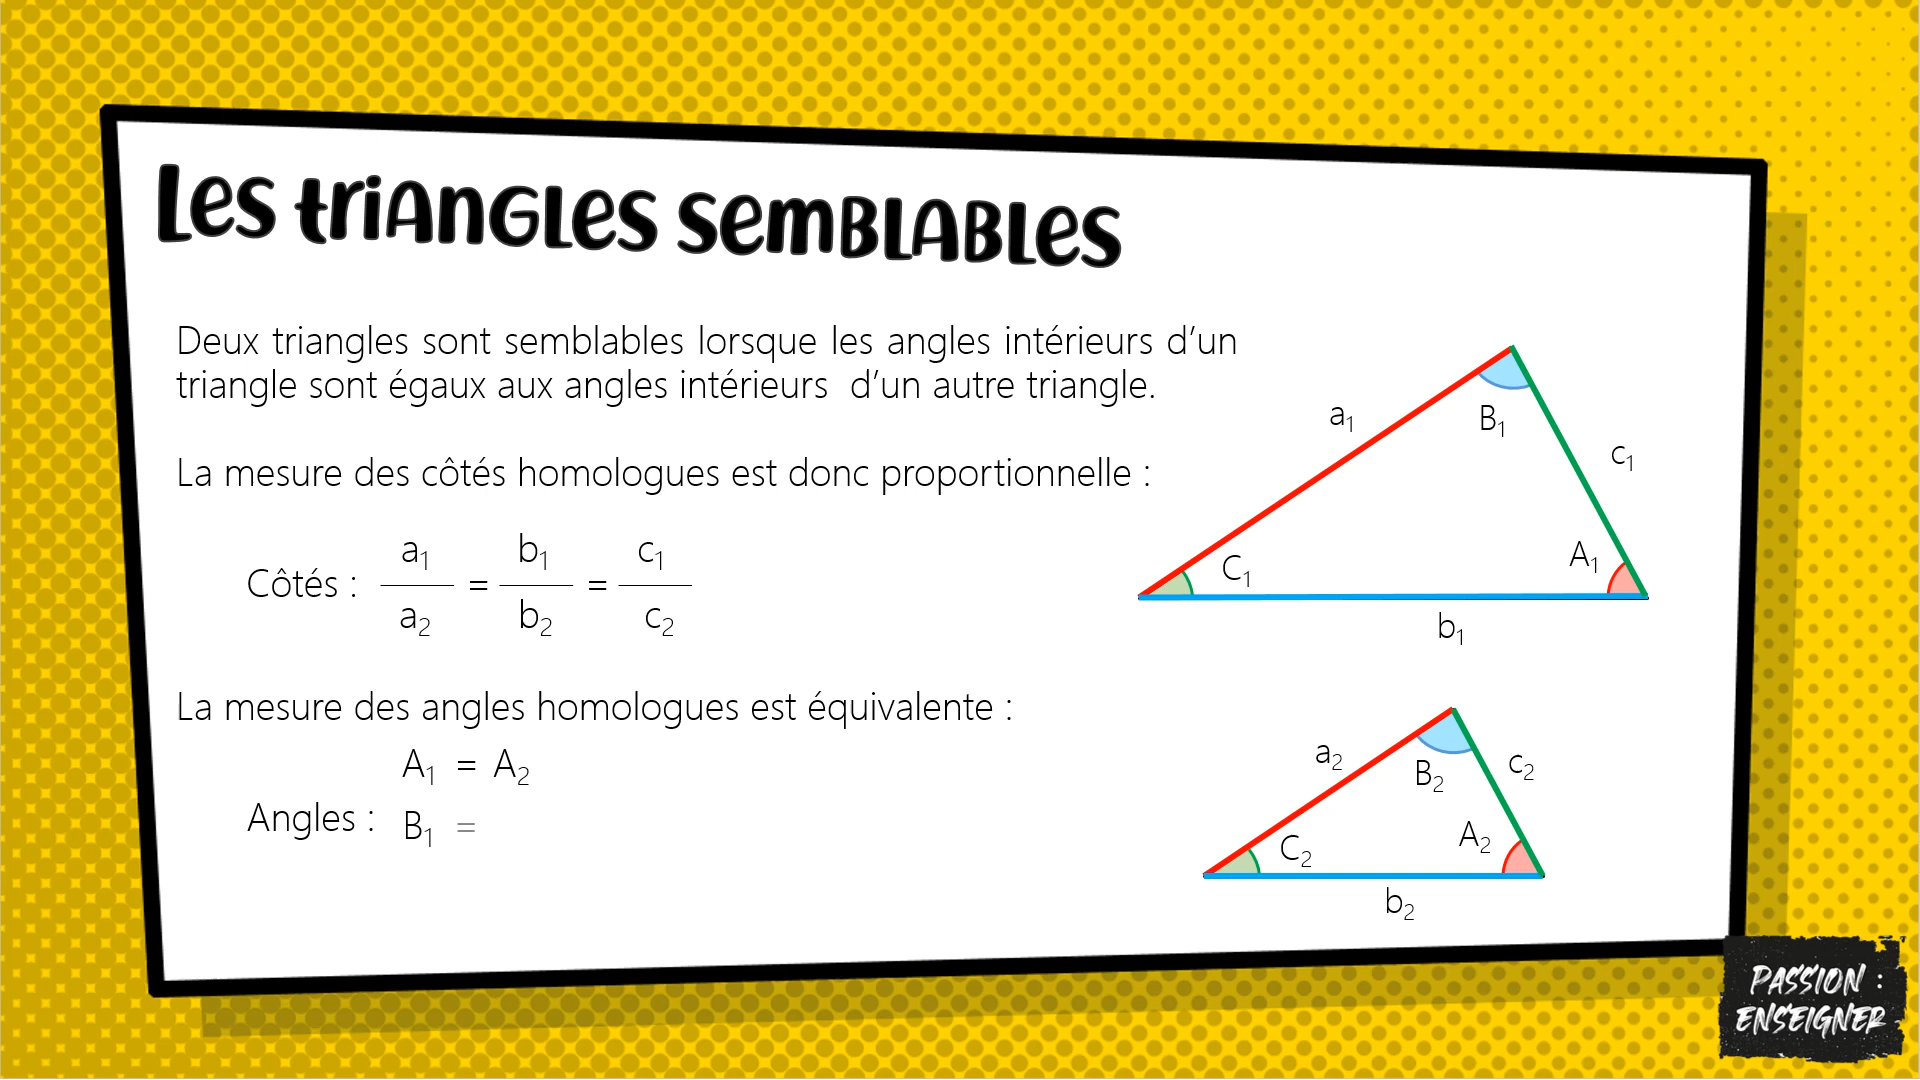 Les triangles semblables
Deux triangles sont semblables lorsque les angles intérieurs d’un
triangle sont égaux aux angles intérieurs  d’un autre triangle.
La mesure des côtés homologues est donc proportionnelle :
Côtés : a₁/a₂ = b₁/b₂ = c₁/c₂
La mesure des angles homologues est équivalente :
A₁ = A₂
Angles :
B₁ =
a₁
B₁
c₁
C₁
A₁
b₁
a₂
B₂
c₂
C₂
A₂
b₂
PASSION :
ENSEIGNER